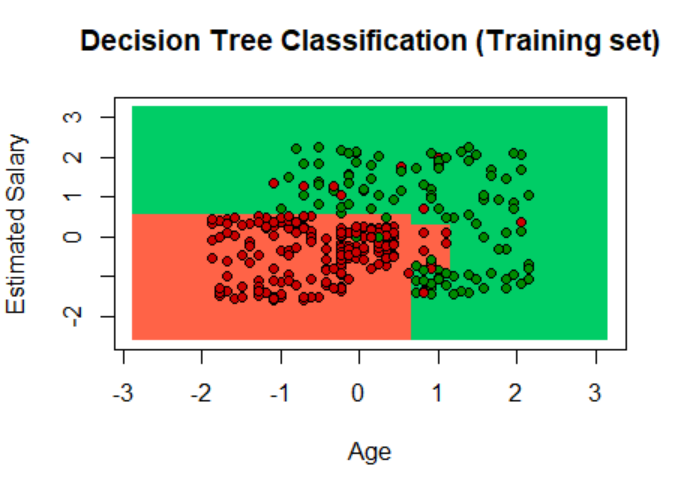 Decision Tree Classification (Training set)
Estimated Salary
3
2
1
0
-2
-3 -2 -1 0 1 2 3
Age